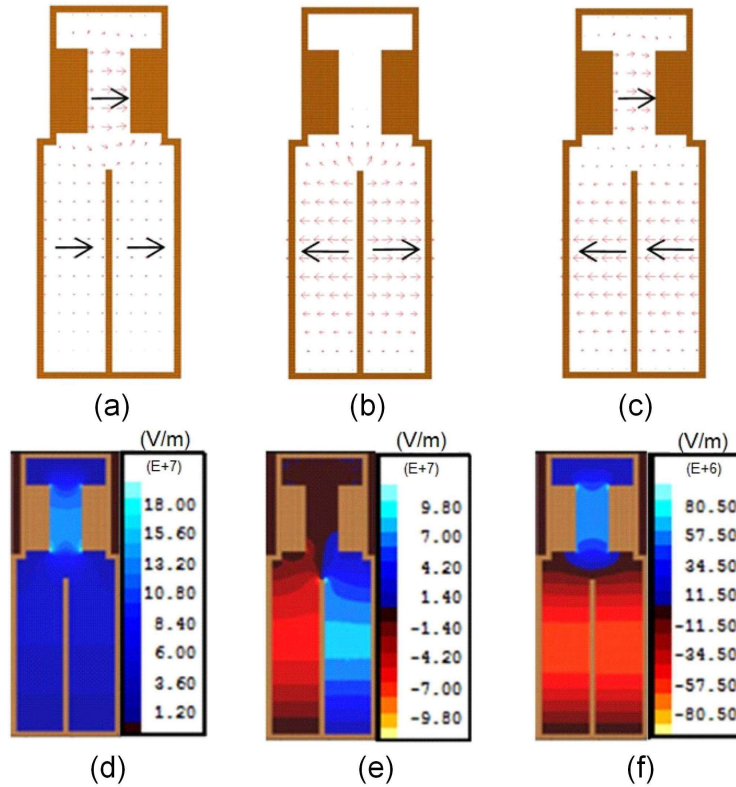 (a)
(b)
(c)
(V/m)
(E+7)
18.00
15.60
13.20
10.80
8.40
6.00
3.60
1.20
(V/m)
(E+7)
9.80
7.00
4.20
1.40
-1.40
-4.20
-7.00
-9.80
(V/m)
(E+6)
80.50
57.50
34.50
11.50
-11.50
-34.50
-57.50
-80.50
(d)
(e)
(f)